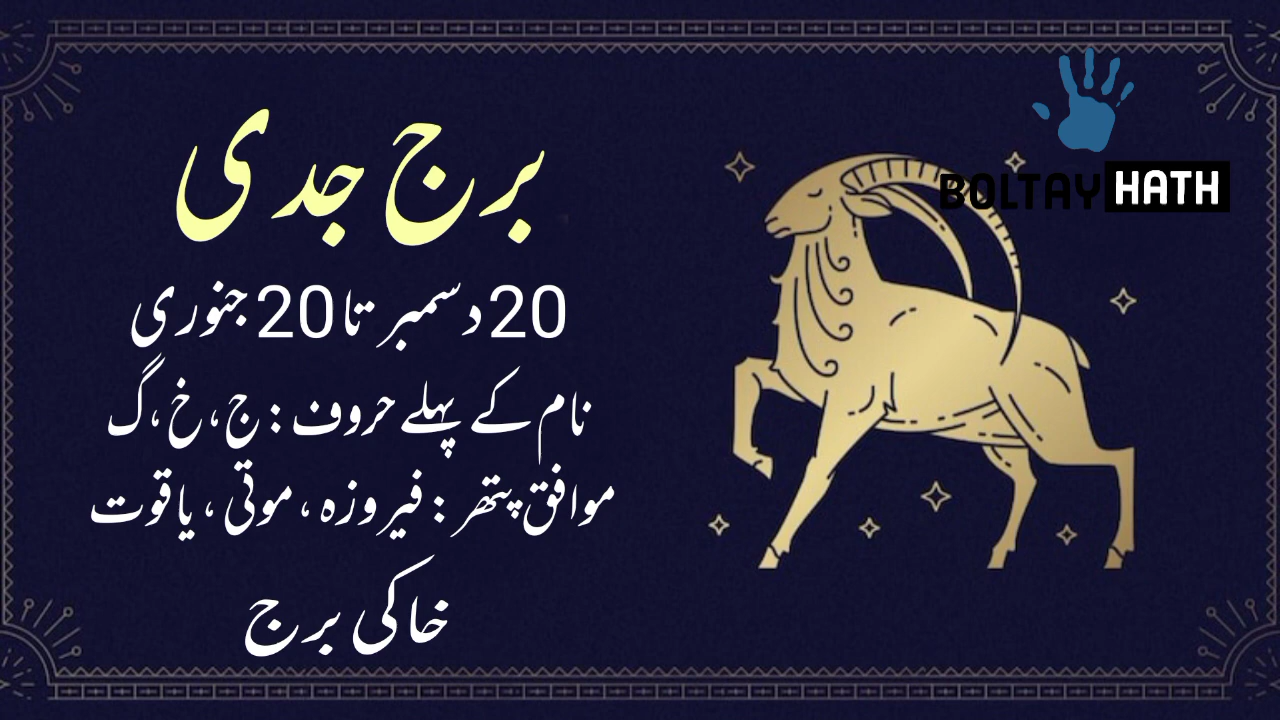 برج جدی
20 دسمبر تا 20 جنوری
نام کے پہلے حروف : ج، خ، گ
موافق پتھر : فیروزہ ، موتی ، یاقوت
خاکی برج
BOLTAY HATH